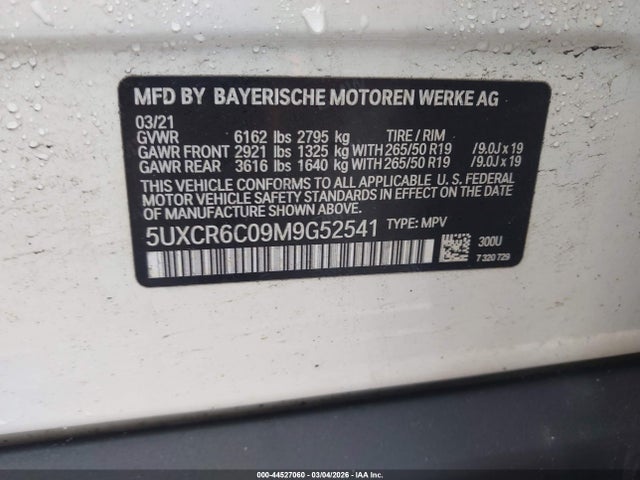 MFD BY BAYERISCHE MOTOREN WERKE AG
03/21
GVWR 6162 lbs 2795 kg TIRE / RIM
GAWR FRONT 2921 lbs 1325 kg WITH 265/50 R19 /9.0J x 19
GAWR REAR 3616 lbs 1640 kg WITH 265/50 R19 /9.0J x 19
THIS VEHICLE CONFORMS TO ALL APPLICABLE, U. S. FEDERAL
MOTOR VEHICLE SAFETY STANDARDS IN EFFECT ON THE
DATE OF MANUFACTURE SHOWN ABOVE.
5UXCR6C09M9G52541 TYPE: MPV
300U
7 320 729
000-44527060 - 03/04/2026 - IAA Inc.